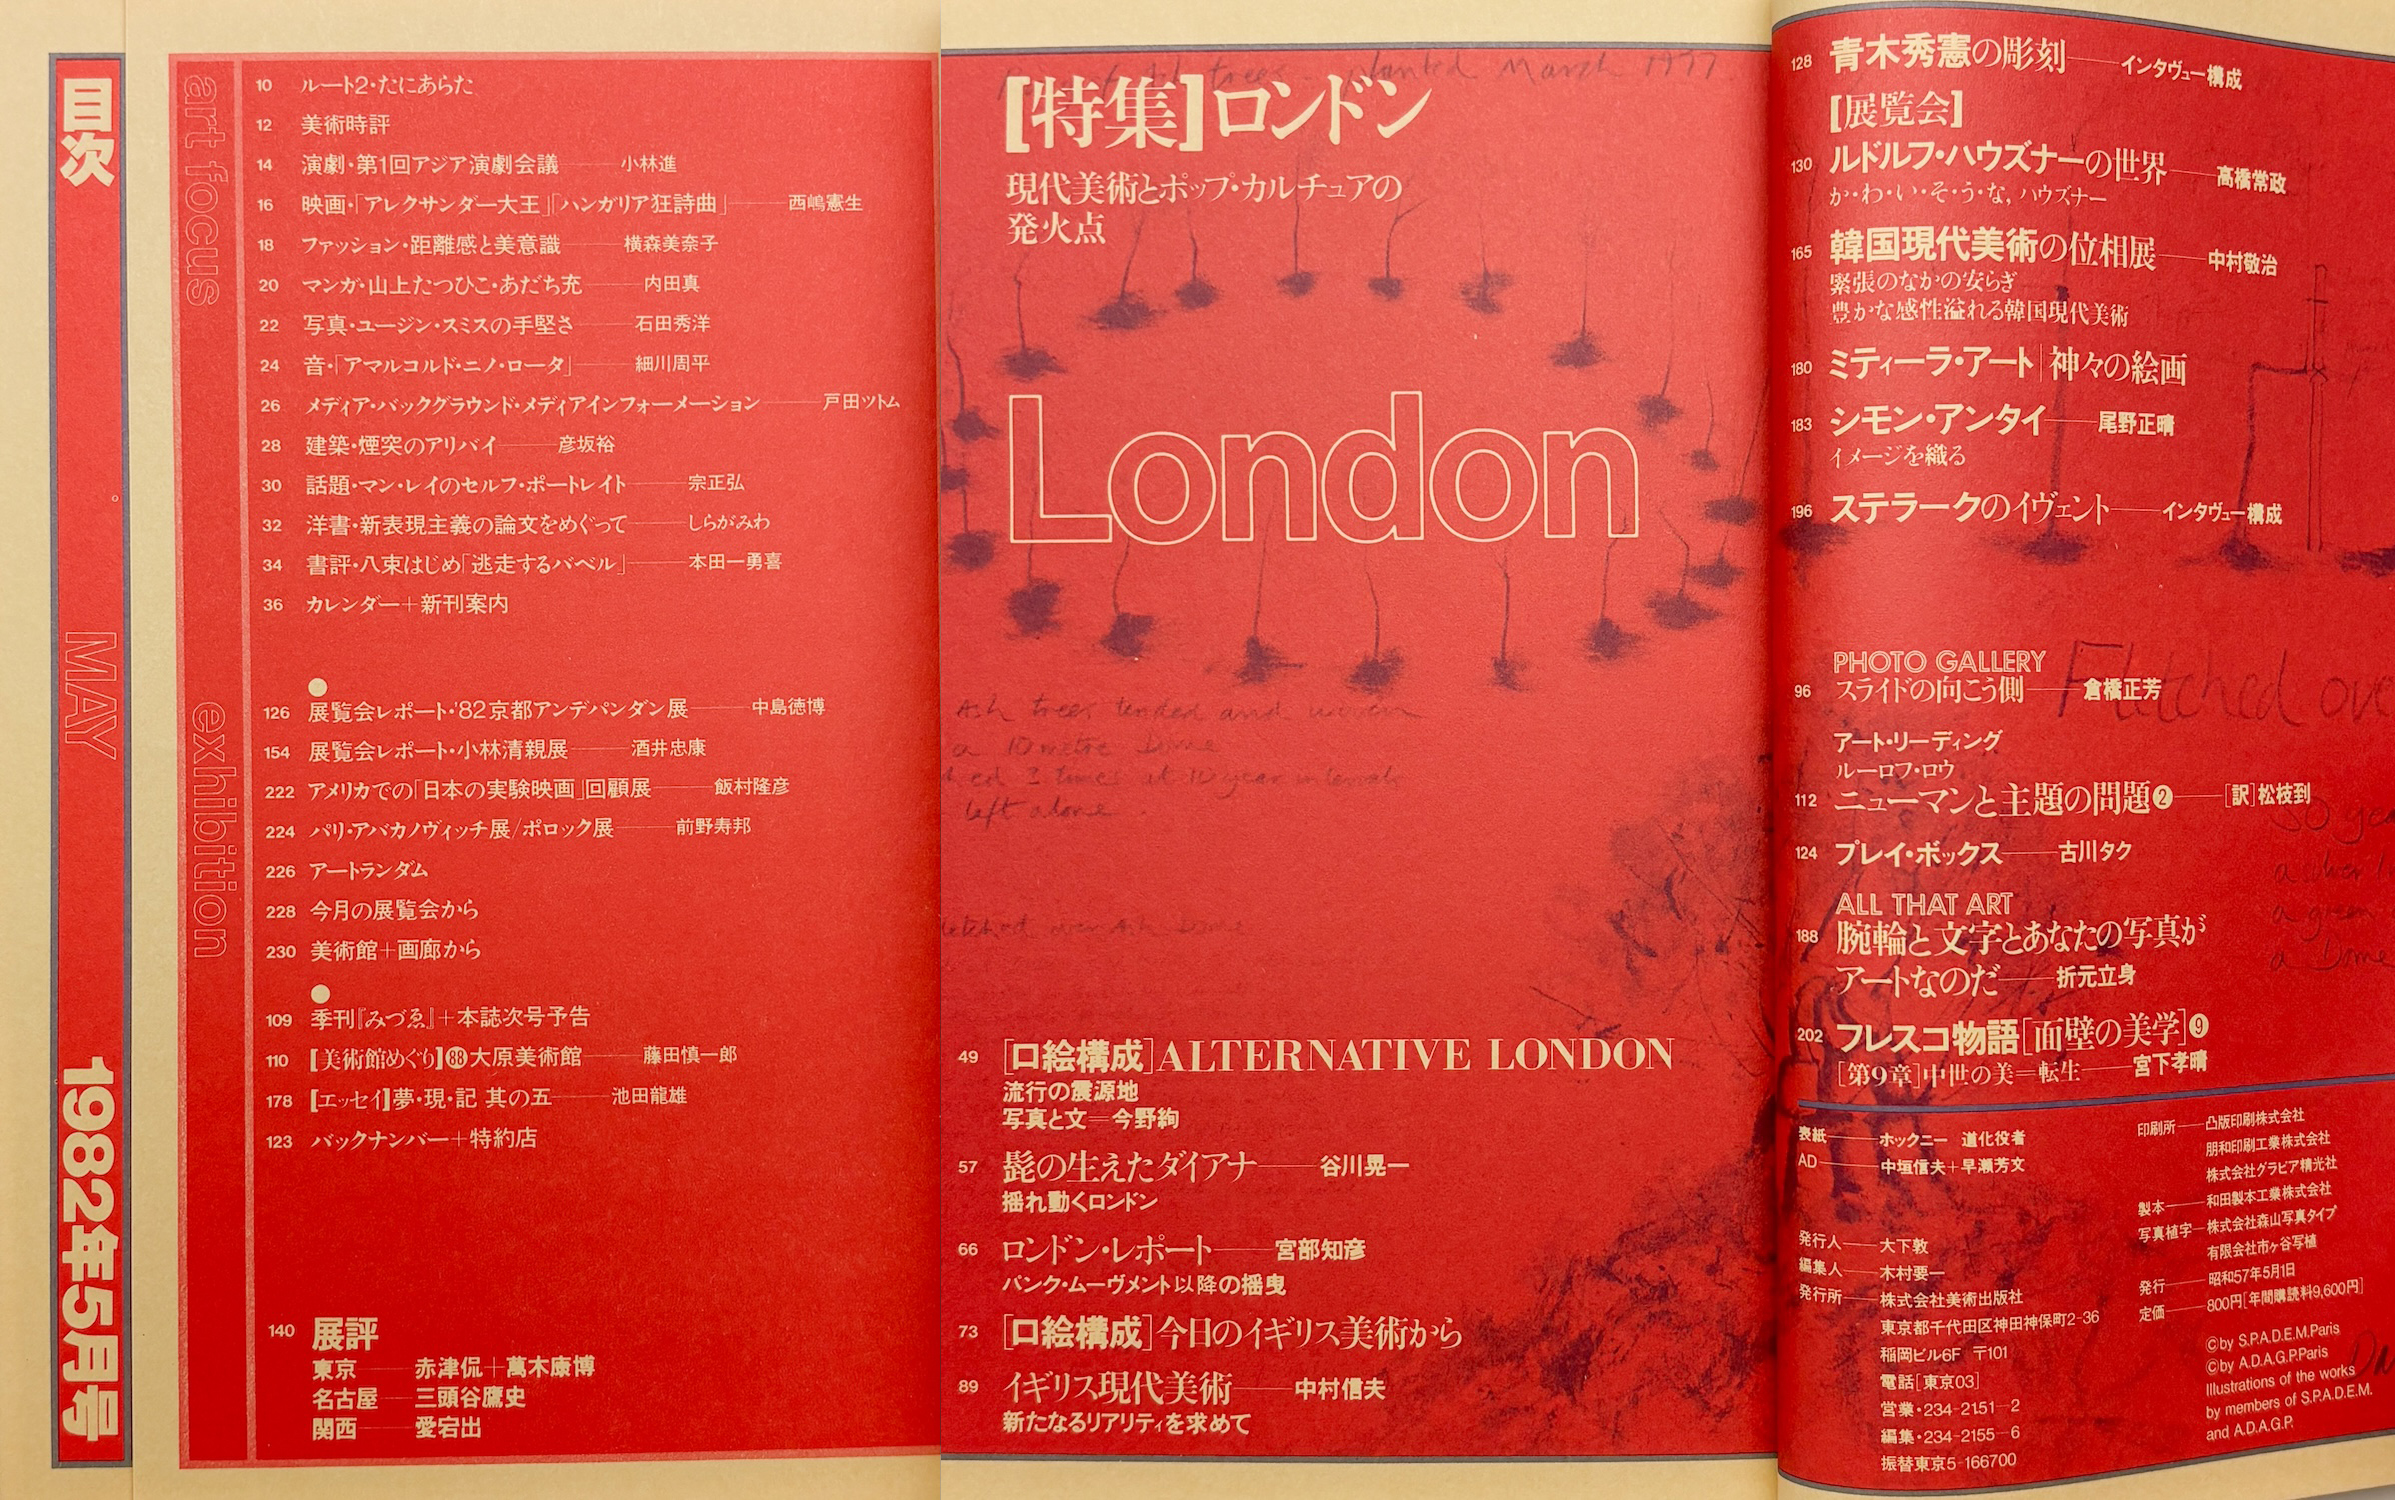 目次
MAY
1982年5月号
art focus
10 ルート2・たにあらた
12 美術時評
14 演劇・第1回アジア演劇会議——小林進
16 映画・「アレクサンダー大王」「ハンガリア狂詩曲」——西嶋憲生
18 ファッション・距離感と美意識——横森美奈子
20 マンガ・山上たつひこ・あだち充——内田真
22 写真・ユージン・スミスの手堅さ——石田秀洋
24 音・「アマルコルド・ニノ・ロータ」——細川周平
26 メディア・バックグラウンド・メディアインフォーメーション——戸田ツトム
28 建築・煙突のアリバイ——彦坂裕
30 話題・マン・レイのセルフ・ポートレイト——宗正弘
32 洋書・新表現主義の論文をめぐって——しらがみわ
34 書評・八束はじめ「逃走するバベル」——本田一勇喜
36 カレンダー+新刊案内
exhibition
126 展覧会レポート・'82京都アンデパンダン展——中島徳博
154 展覧会レポート・小林清親展——酒井忠康
222 アメリカでの「日本の実験映画」回顧展——飯村隆彦
224 パリ・アバカノヴィッチ展/ポロック展——前野寿邦
226 アートランダム
228 今月の展覧会から
230 美術館+画廊から
109 季刊『みづゑ』+本誌次号予告
110 [美術館めぐり]88大原美術館——藤田慎一郎
178 [エッセイ]夢・現・記 其の五——池田龍雄
123 バックナンバー+特約店
140 展評
東京——赤津侃+萬木康博
名古屋——三頭谷鷹史
関西——愛宕出
planted March 1977
[特集]ロンドン
現代美術とポップ・カルチュアの
発火点
London
Ash trees tended and woven
a 10 metre Dome
3 times at 10 year intervals
left alone.
over Ash Dome
49 [口絵構成]ALTERNATIVE LONDON
流行の震源地
写真と文=今野絢
57 髭の生えたダイアナ——谷川晃一
揺れ動くロンドン
66 ロンドン・レポート——宮部知彦
パンク・ムーヴメント以降の揺曳
73 [口絵構成]今日のイギリス美術から
89 イギリス現代美術——中村信夫
新たなるリアリティを求めて
128 青木秀憲の彫刻——インタヴュー構成
[展覧会]
130 ルドルフ・ハウズナーの世界——高橋常政
か・わ・い・そ・う・な, ハウズナー
165 韓国現代美術の位相展——中村敬治
緊張のなかの安らぎ
豊かな感性溢れる韓国現代美術
180 ミティーラ・アート|神々の絵画
183 シモン・アンタイ——尾野正晴
イメージを織る
196 ステラークのイヴェント——インタヴュー構成
Fletched ove
PHOTO GALLERY
96 スライドの向こう側——倉橋正芳
アート・リーディング
ルーロフ・ロウ
112 ニューマンと主題の問題2——[訳]松枝到
30 yea
124 プレイ・ボックス——古川タク
ALL THAT ART
188 腕輪と文字とあなたの写真が
アートなのだ——折元立身
a Dome
202 フレスコ物語[面壁の美学]9
[第9章]中世の美=転生——宮下孝晴
表紙——ホックニー 道化役者
AD——中垣信夫+早瀬芳文
発行人——大下敦
編集人——木村要一
発行所——株式会社美術出版社
東京都千代田区神田神保町2-36
稲岡ビル6F 〒101
電話[東京03]
営業・234-2151—2
編集・234-2155—6
振替東京5-166700
印刷所——凸版印刷株式会社
朋和印刷工業株式会社
株式会社グラビア精光社
製本——和田製本工業株式会社
写真植字—株式会社森山写真タイプ
有限会社市ヶ谷写植
発行——昭和57年5月1日
定価——800円[年間購読料9,600円]
©by S.P.A.D.E.M.Paris
©by A.D.A.G.P.Paris
Illustrations of the works
by members of S.P.A.D.E.M.
and A.D.A.G.P.